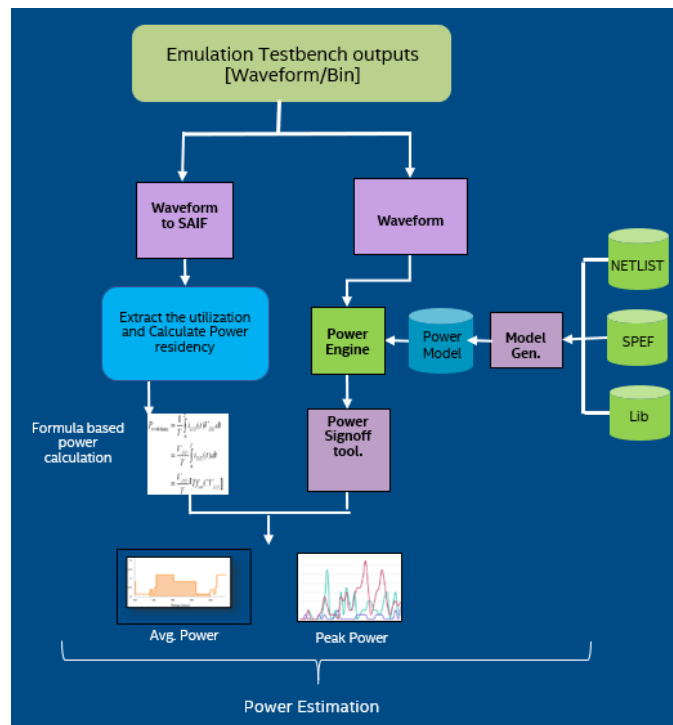 Emulation Testbench outputs
[Waveform/Bin]
Waveform
to SAIF
Waveform
NETLIST
Extract the utilization
and Calculate Power
residency
Power
Engine
Power
Model
Model
Gen.
SPEF
Lib
Formula based
power
calculation
Power
Signoff
tool.
Avg. Power
Peak Power
Power Estimation